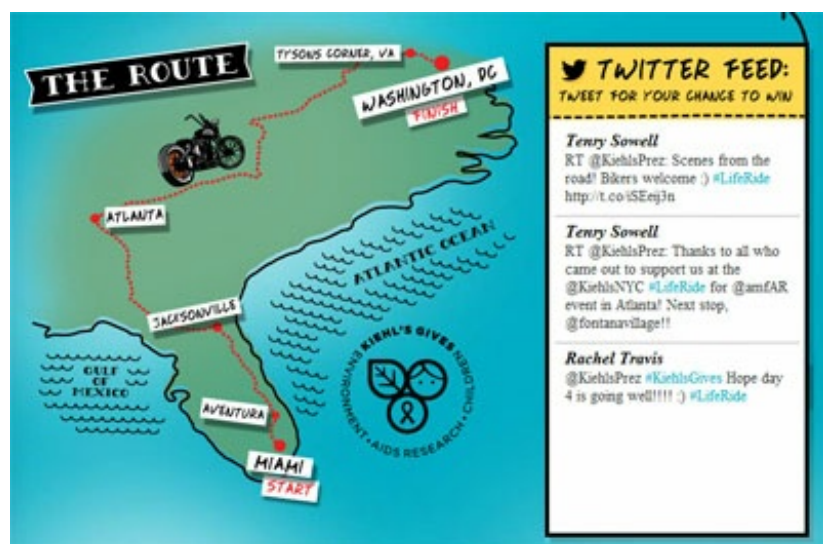 THE ROUTE
TYSONS CORNER, VA
WASHINGTON, DC
FINISH
ATLANTA
ATLANTIC OCEAN
JACKSONVILLE
GULF
OF
MEXICO
AVENTURA
MIAMI
START
KIEHL'S GIVES
ENVIRONMENT • AIDS RESEARCH • CHILDREN
TWITTER FEED:
TWEET FOR YOUR CHANCE TO WIN
Tenry Sowell
RT @KiehlsPrez: Scenes from the
road! Bikers welcome :) #LifeRide
http://t.co/iSEeij3n
Tenry Sowell
RT @KiehlsPrez: Thanks to all who
came out to support us at the
@KiehlsNYC #LifeRide for @amfAR
event in Atlanta! Next stop,
@fontanavillage!!
Rachel Travis
@KiehlsPrez #KiehlsGives Hope day
4 is going well!!!! :) #LifeRide